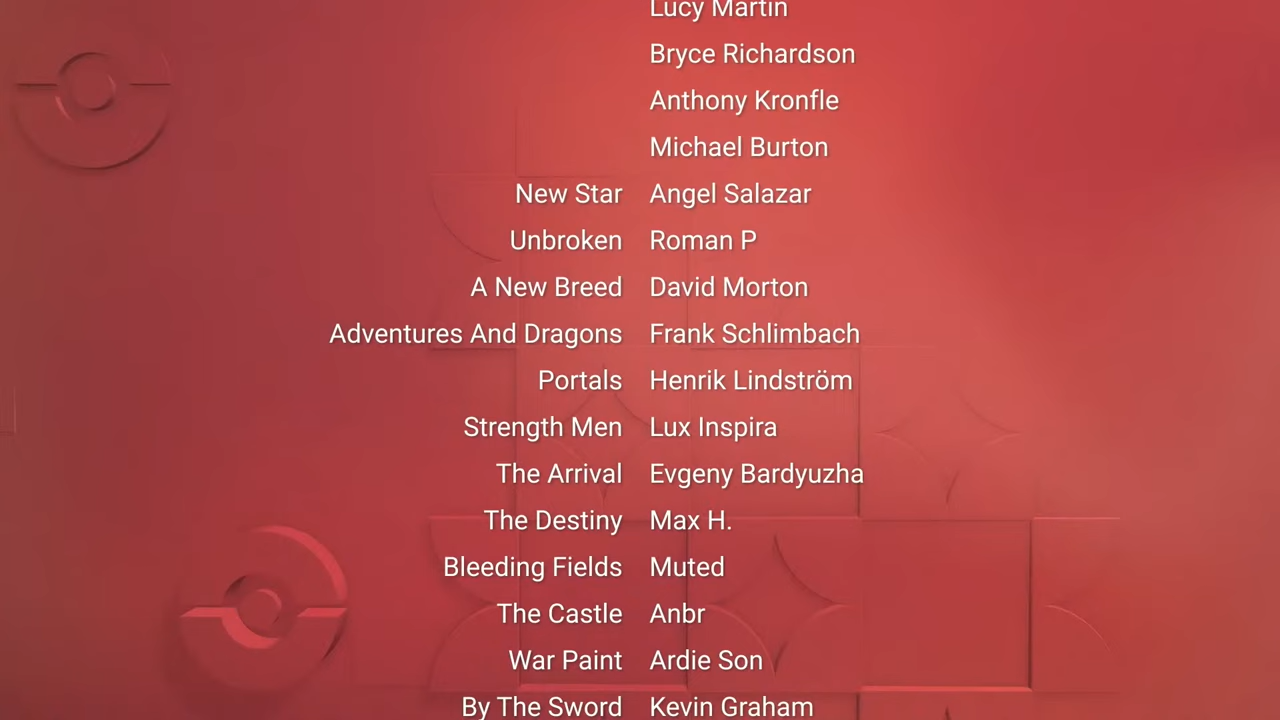 Lucy Martin
Bryce Richardson
Anthony Kronfle
Michael Burton
New Star Angel Salazar
Unbroken Roman P
A New Breed David Morton
Adventures And Dragons Frank Schlimbach
Portals Henrik Lindström
Strength Men Lux Inspira
The Arrival Evgeny Bardyuzha
The Destiny Max H.
Bleeding Fields Muted
The Castle Anbr
War Paint Ardie Son
By The Sword Kevin Graham